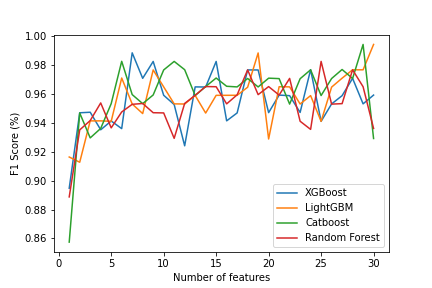 1.00
0.98
0.96
0.94
0.92
0.90
0.88
0.86
F1 Score (%)
XGBoost
LightGBM
Catboost
Random Forest
0 5 10 15 20 25 30
Number of features